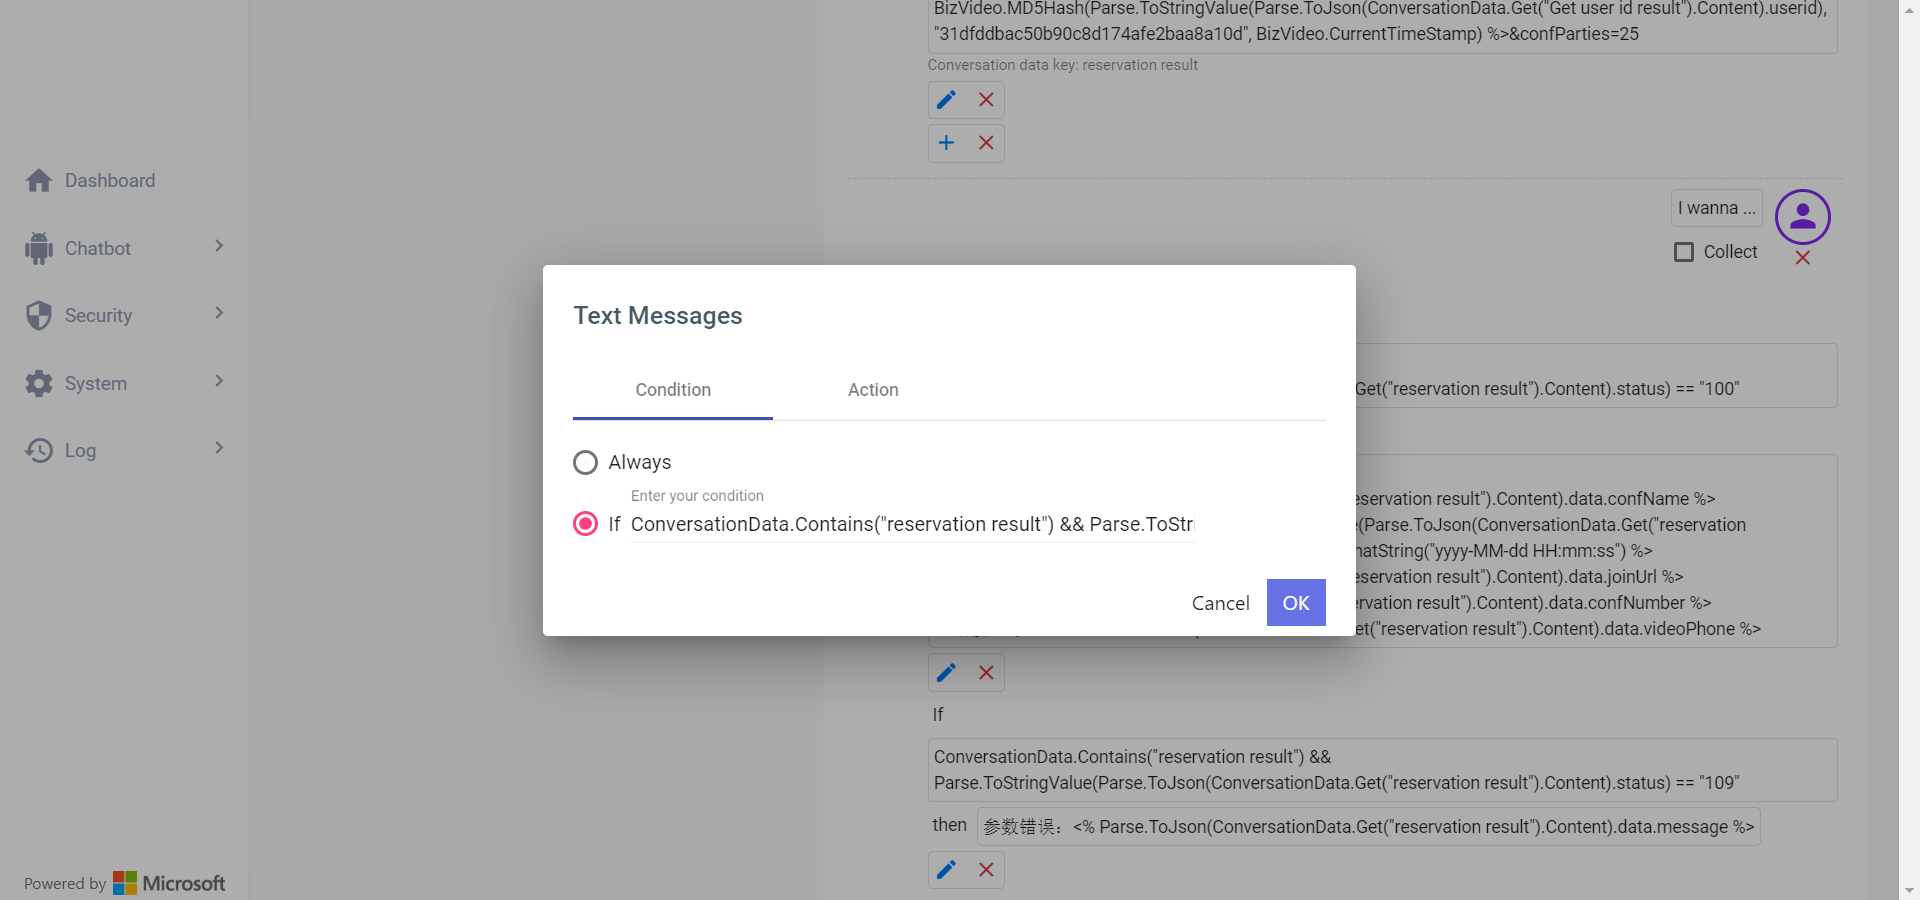 BizVideo.MD5Hash(Parse.ToStringValue(Parse.ToJson(ConversationData.Get("Get user id result").Content).userid),
"31dfddbac50b90c8d174afe2baa8a10d", BizVideo.CurrentTimeStamp) %>&confParties=25
Conversation data key: reservation result
I wanna ...
Collect
Dashboard
Chatbot
Security
System
Log
Text Messages
Condition
Action
Always
Enter your condition
If
ConversationData.Contains("reservation result") && Parse.ToStri
Cancel
OK
Get("reservation result").Content).status) == "100"
eservation result").Content).data.confName %>
e(Parse.ToJson(ConversationData.Get("reservation
matString("yyyy-MM-dd HH:mm:ss") %>
eservation result").Content).data.joinUrl %>
ervation result").Content).data.confNumber %>
et("reservation result").Content).data.videoPhone %>
If
ConversationData.Contains("reservation result") &&
Parse.ToStringValue(Parse.ToJson(ConversationData.Get("reservation result").Content).status) == "109"
then
参数错误：<% Parse.ToJson(ConversationData.Get("reservation result").Content).data.message %>
Powered by Microsoft